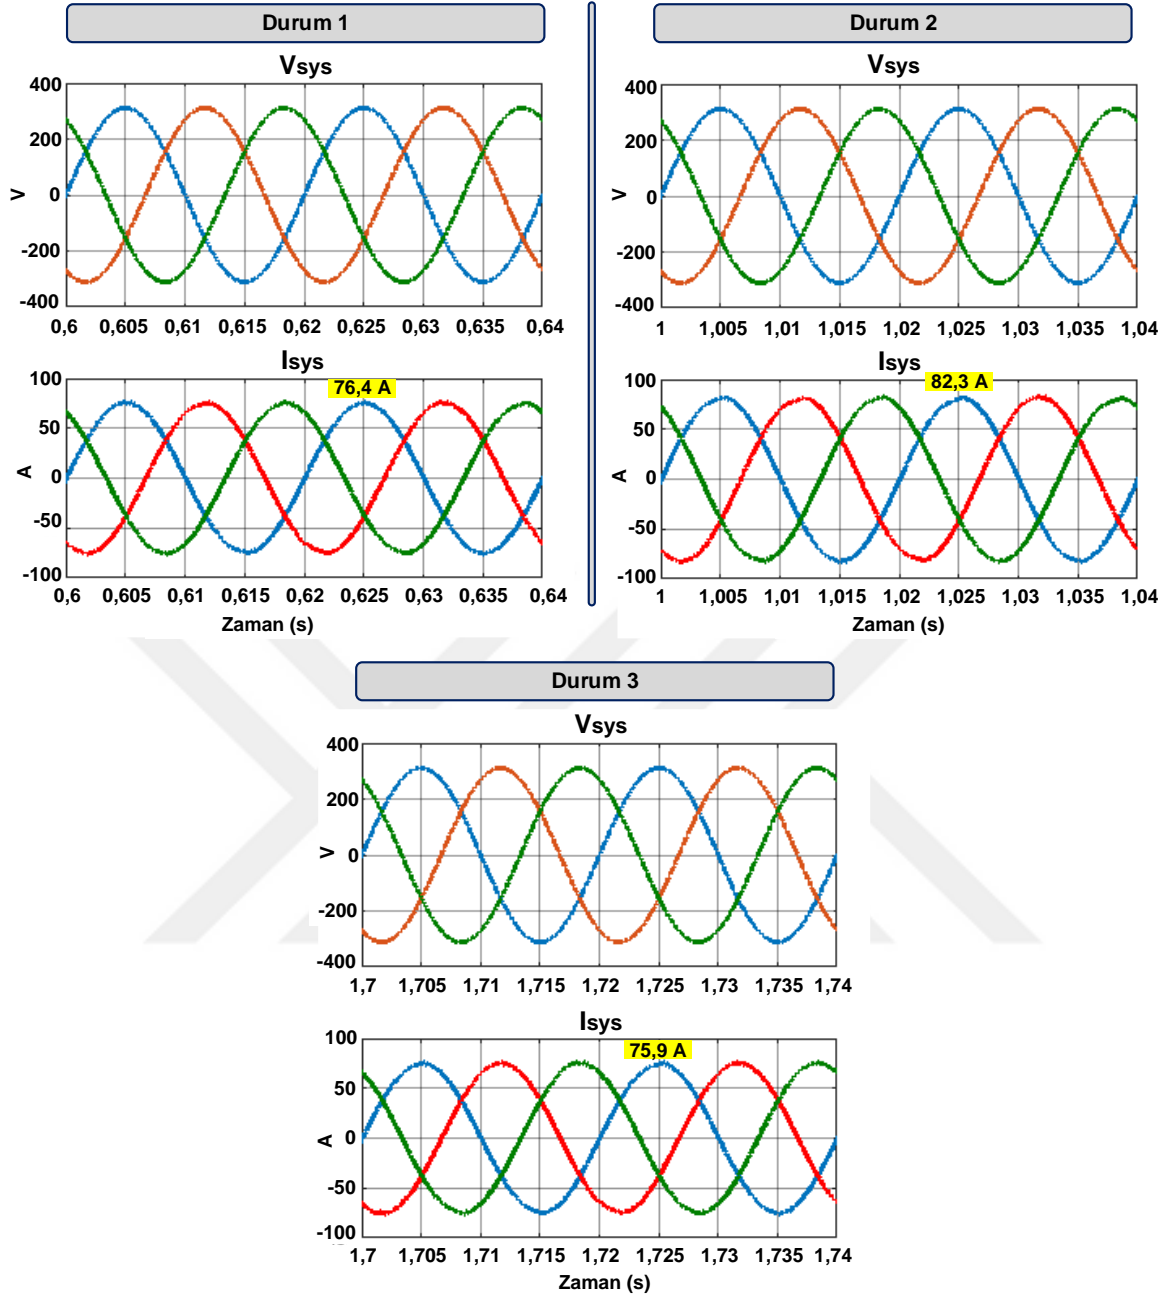 Durum 1
Vsys
400
200
0
-200
-400
V
0,6 0,605 0,61 0,615 0,62 0,625 0,63 0,635 0,64
Isys
76,4 A
100
50
0
-50
-100
A
0,6 0,605 0,61 0,615 0,62 0,625 0,63 0,635 0,64
Zaman (s)
Durum 2
Vsys
400
200
0
-200
-400
V
1 1,005 1,01 1,015 1,02 1,025 1,03 1,035 1,04
Isys
82,3 A
100
50
0
-50
-100
A
1 1,005 1,01 1,015 1,02 1,025 1,03 1,035 1,04
Zaman (s)
Durum 3
Vsys
400
200
0
-200
-400
V
1,7 1,705 1,71 1,715 1,72 1,725 1,73 1,735 1,74
Isys
75,9 A
100
50
0
-50
-100
A
1,7 1,705 1,71 1,715 1,72 1,725 1,73 1,735 1,74
Zaman (s)